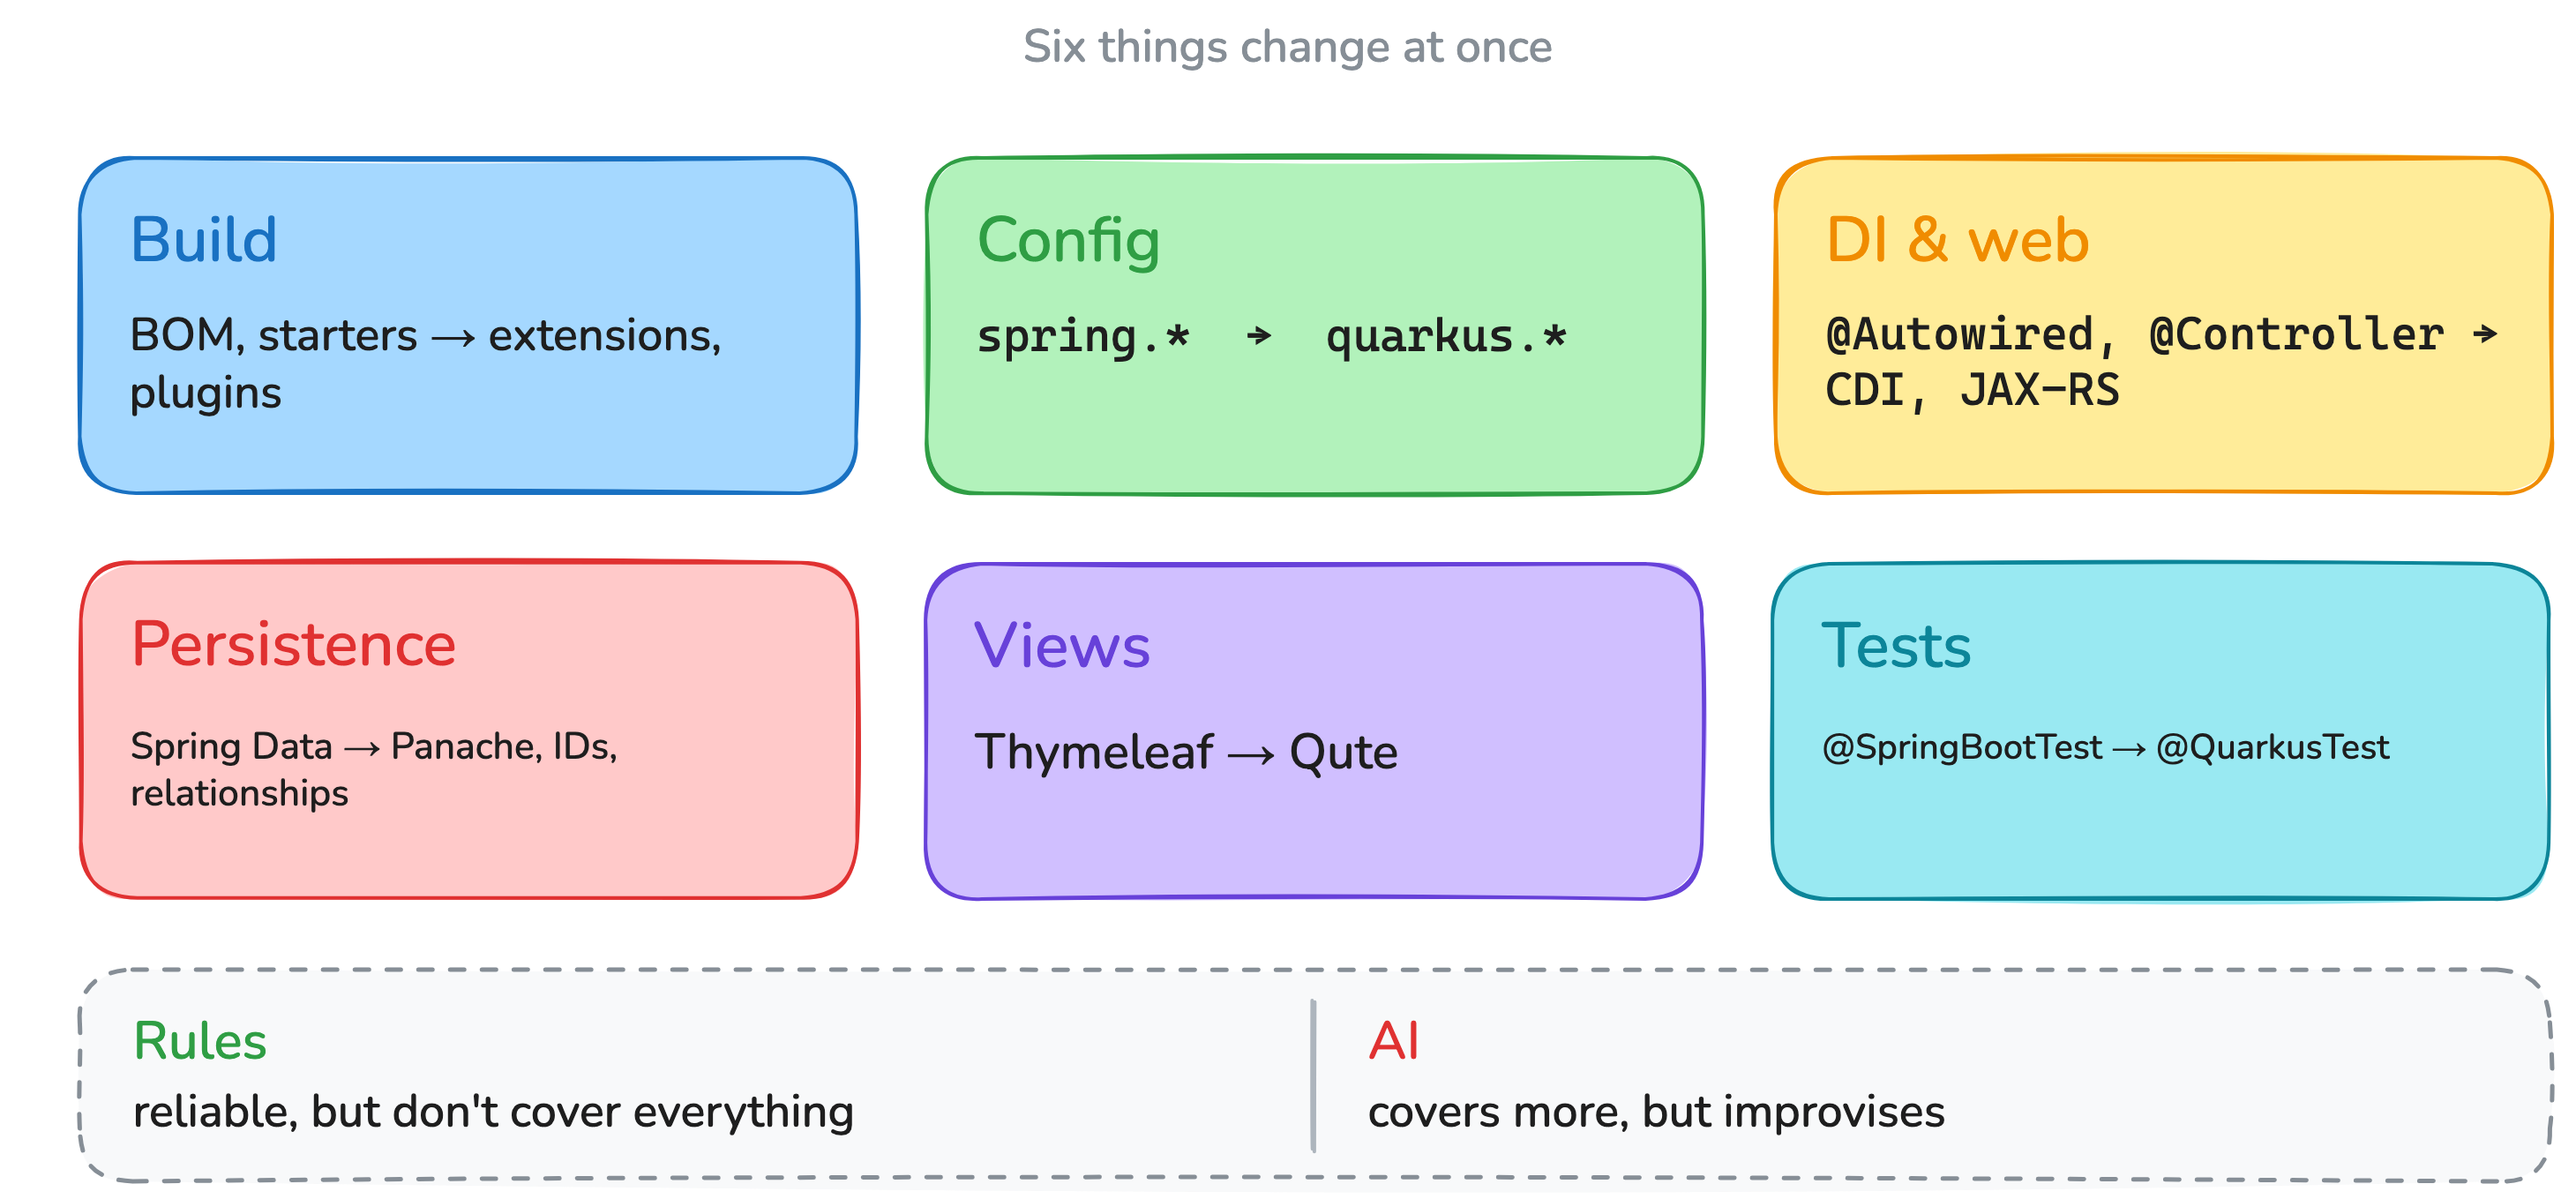 Six things change at once
Build
BOM, starters → extensions,
plugins
Config
spring.* → quarkus.*
DI & web
@Autowired, @Controller →
CDI, JAX-RS
Persistence
Spring Data → Panache, IDs,
relationships
Views
Thymeleaf → Qute
Tests
@SpringBootTest → @QuarkusTest
Rules
reliable, but don't cover everything
AI
covers more, but improvises